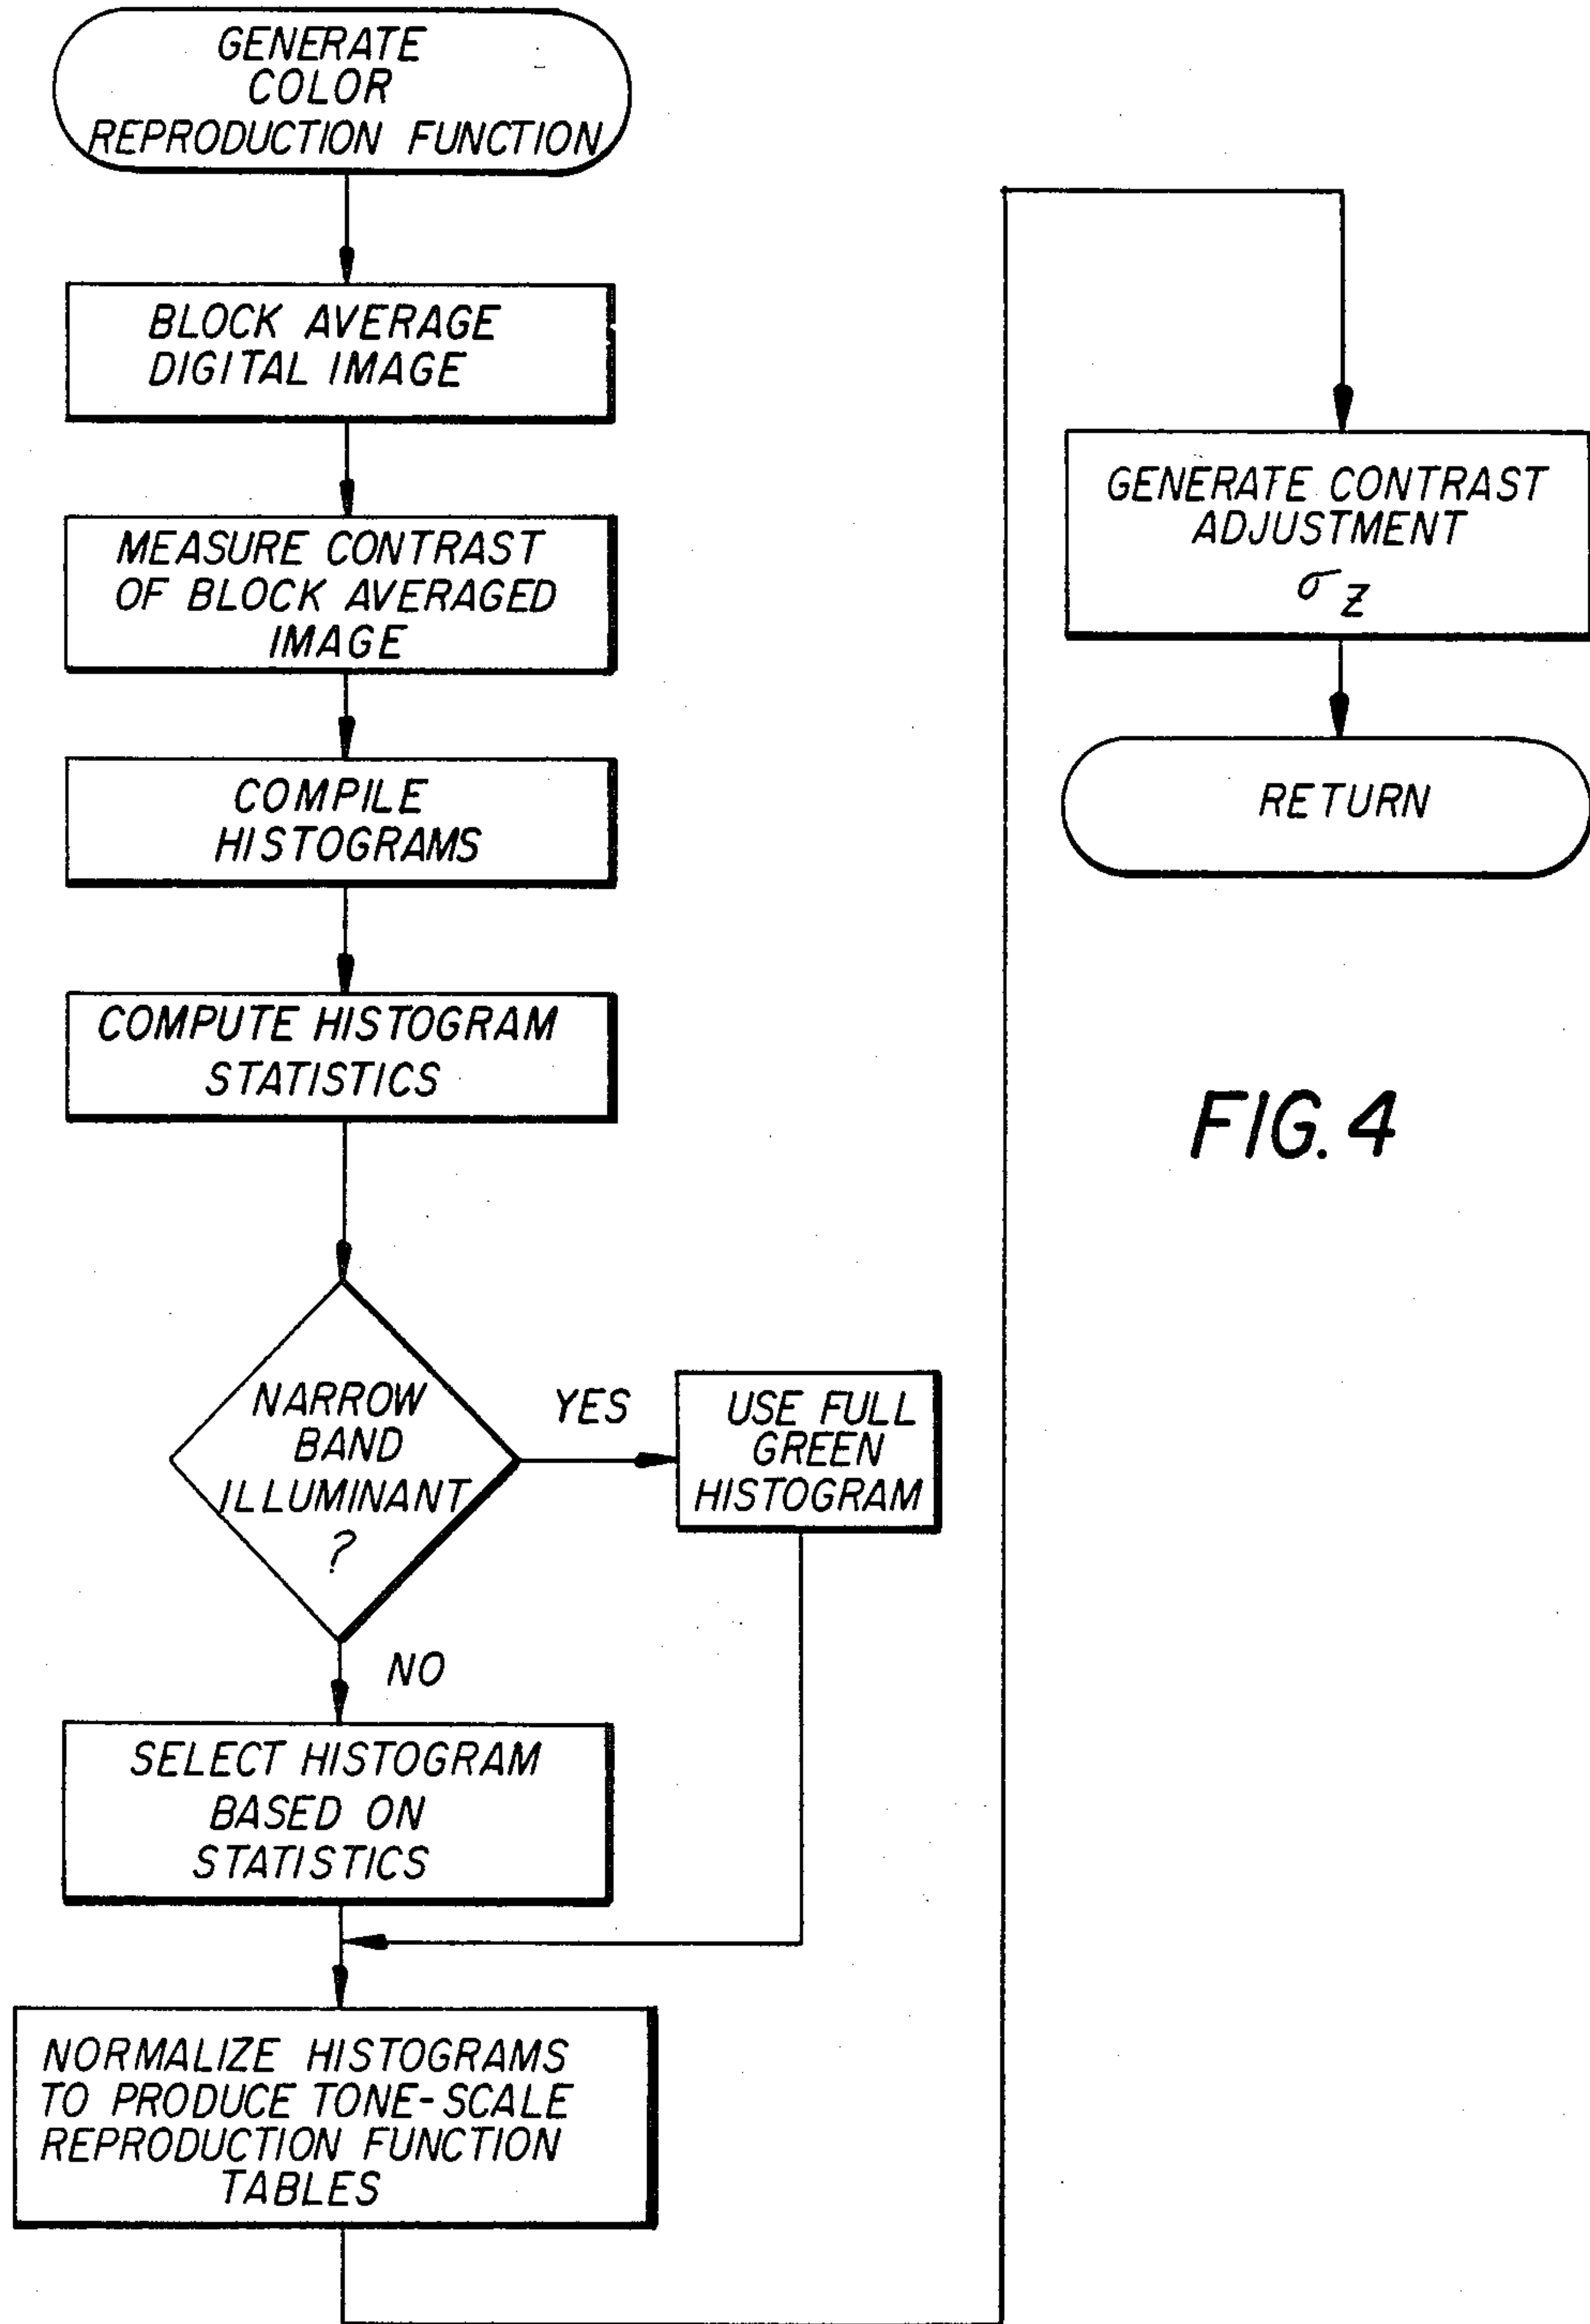 GENERATE
COLOR
REPRODUCTION FUNCTION
BLOCK AVERAGE
DIGITAL IMAGE
MEASURE CONTRAST
OF BLOCK AVERAGED
IMAGE
COMPILE
HISTOGRAMS
COMPUTE HISTOGRAM
STATISTICS
NARROW
BAND
ILLUMINANT
?
YES
USE FULL
GREEN
HISTOGRAM
NO
SELECT HISTOGRAM
BASED ON
STATISTICS
NORMALIZE HISTOGRAMS
TO PRODUCE TONE-SCALE
REPRODUCTION FUNCTION
TABLES
GENERATE CONTRAST
ADJUSTMENT
σ Z
RETURN
FIG. 4